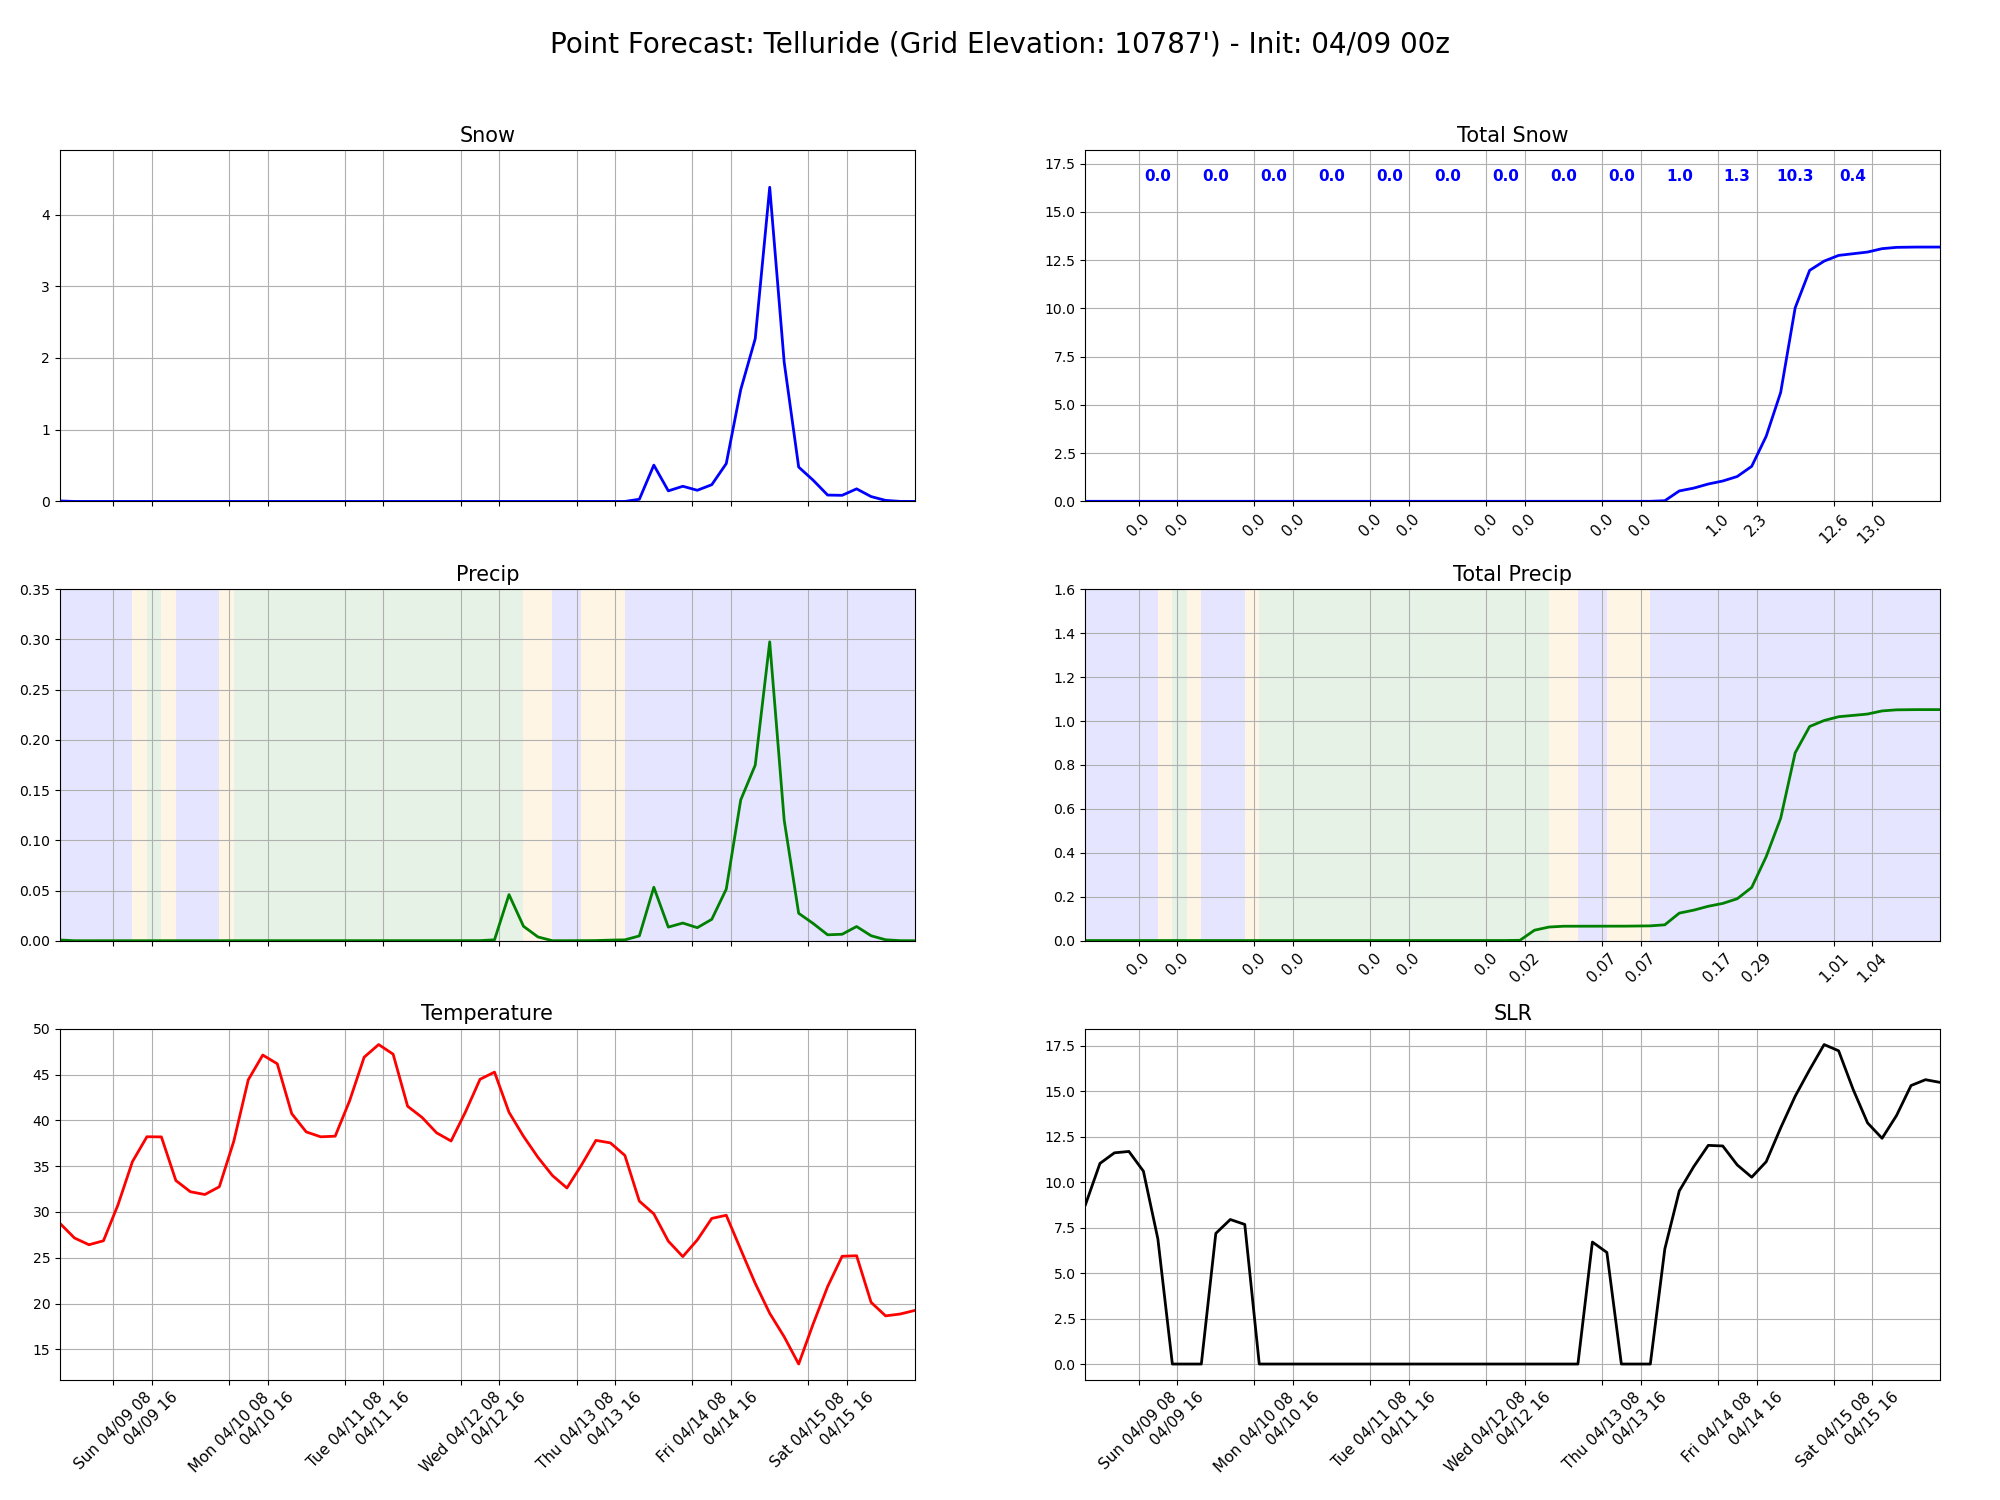 Point Forecast: Telluride (Grid Elevation: 10787') - Init: 04/09 00z
Snow
4
3
2
1
0
Total Snow
17.5
15.0
12.5
10.0
7.5
5.0
2.5
0.0
0.0 0.0 0.0 0.0 0.0 0.0 0.0 0.0 0.0 1.0 1.3 10.3 0.4
0.0 0.0 0.0 0.0 0.0 0.0 0.0 0.0 0.0 0.0 1.0 2.3 12.6 13.0
Precip
0.35
0.30
0.25
0.20
0.15
0.10
0.05
0.00
Total Precip
1.6
1.4
1.2
1.0
0.8
0.6
0.4
0.2
0.0
0.0 0.0 0.0 0.0 0.0 0.0 0.0 0.02 0.07 0.07 0.17 0.29 1.01 1.04
Temperature
50
45
40
35
30
25
20
15
Sun 04/09 08
04/09 16
Mon 04/10 08
04/10 16
Tue 04/11 08
04/11 16
Wed 04/12 08
04/12 16
Thu 04/13 08
04/13 16
Fri 04/14 08
04/14 16
Sat 04/15 08
04/15 16
SLR
17.5
15.0
12.5
10.0
7.5
5.0
2.5
0.0
Sun 04/09 08
04/09 16
Mon 04/10 08
04/10 16
Tue 04/11 08
04/11 16
Wed 04/12 08
04/12 16
Thu 04/13 08
04/13 16
Fri 04/14 08
04/14 16
Sat 04/15 08
04/15 16